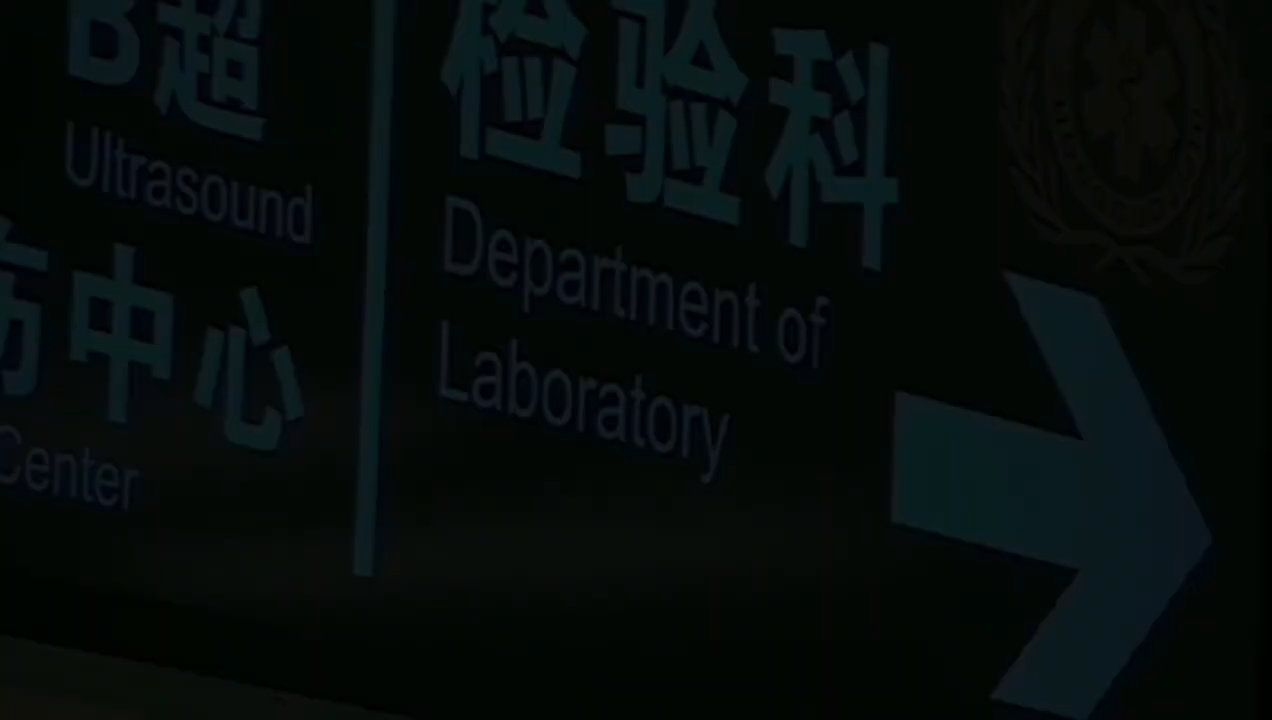 B超
Ultrasound
中心
Center
检验科
Department of
Laboratory